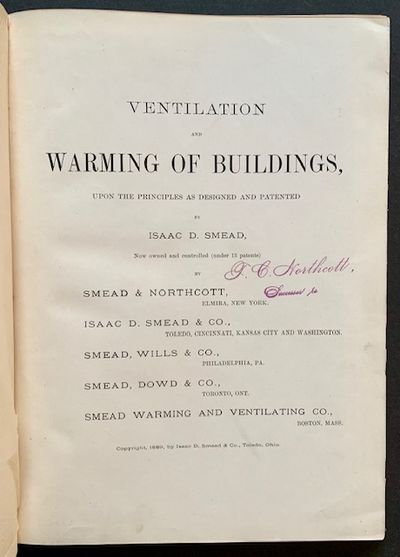 VENTILATION
AND
WARMING OF BUILDINGS,
UPON THE PRINCIPLES AS DESIGNED AND PATENTED
BY
ISAAC D. SMEAD,
Now owned and controlled (under 13 patents)
BY
T. C. Northcott,
SMEAD & NORTHCOTT,
Successor to
ELMIRA, NEW YORK.
ISAAC D. SMEAD & CO.,
TOLEDO, CINCINNATI, KANSAS CITY AND WASHINGTON.
SMEAD, WILLS & CO.,
PHILADELPHIA, PA.
SMEAD, DOWD & CO.,
TORONTO, ONT.
SMEAD WARMING AND VENTILATING CO.,
BOSTON, MASS.
Copyright, 1889, by Isaac D. Smead & Co., Toledo, Ohio.